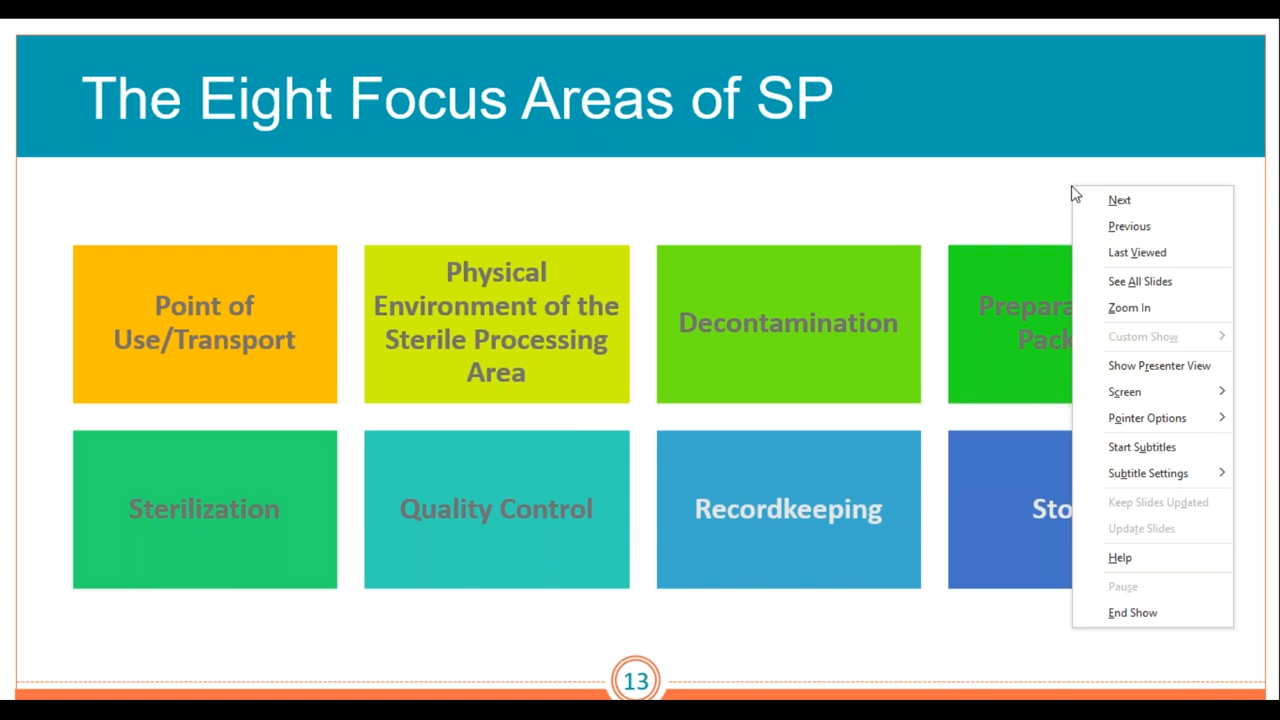 The Eight Focus Areas of SP
Point of
Use/Transport
Physical
Environment of the
Sterile Processing
Area
Decontamination
Sterilization
Quality Control
Recordkeeping
Next
Previous
Last Viewed
See All Slides
Zoom In
Custom Show
Show Presenter View
Screen
Pointer Options
Start Subtitles
Subtitle Settings
Keep Slides Updated
Update Slides
Help
Pause
End Show
13